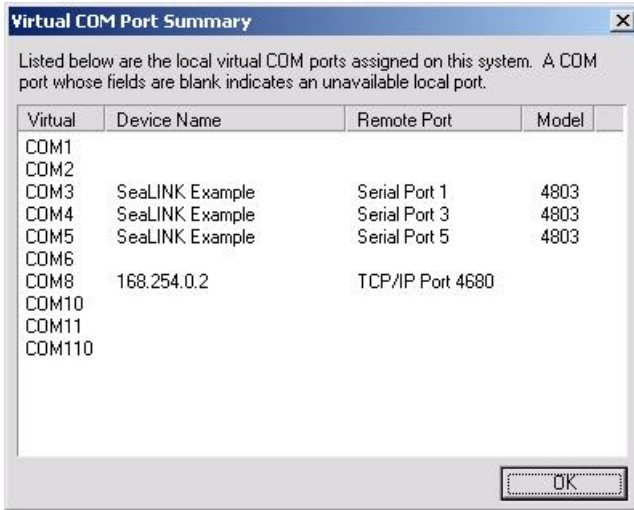 Virtual COM Port Summary
Listed below are the local virtual COM ports assigned on this system. A COM
port whose fields are blank indicates an unavailable local port.
Virtual Device Name Remote Port Model
COM1
COM2
COM3 SeaLINK Example Serial Port 1 4803
COM4 SeaLINK Example Serial Port 3 4803
COM5 SeaLINK Example Serial Port 5 4803
COM6
COM8 168.254.0.2 TCP/IP Port 4680
COM10
COM11
COM110
OK